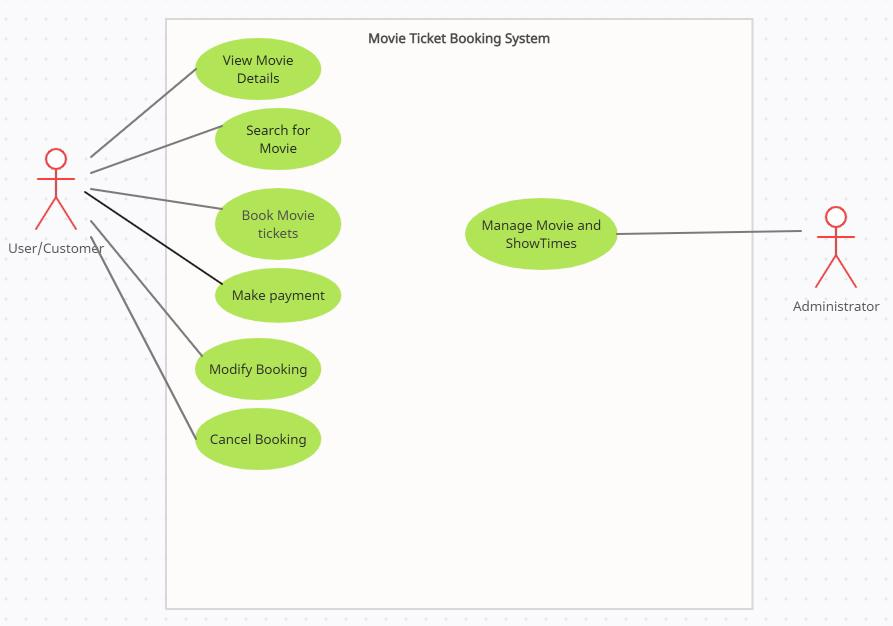 Movie Ticket Booking System
View Movie
Details
Search for
Movie
Book Movie
tickets
Make payment
Modify Booking
Cancel Booking
User/Customer
Manage Movie and
ShowTimes
Administrator